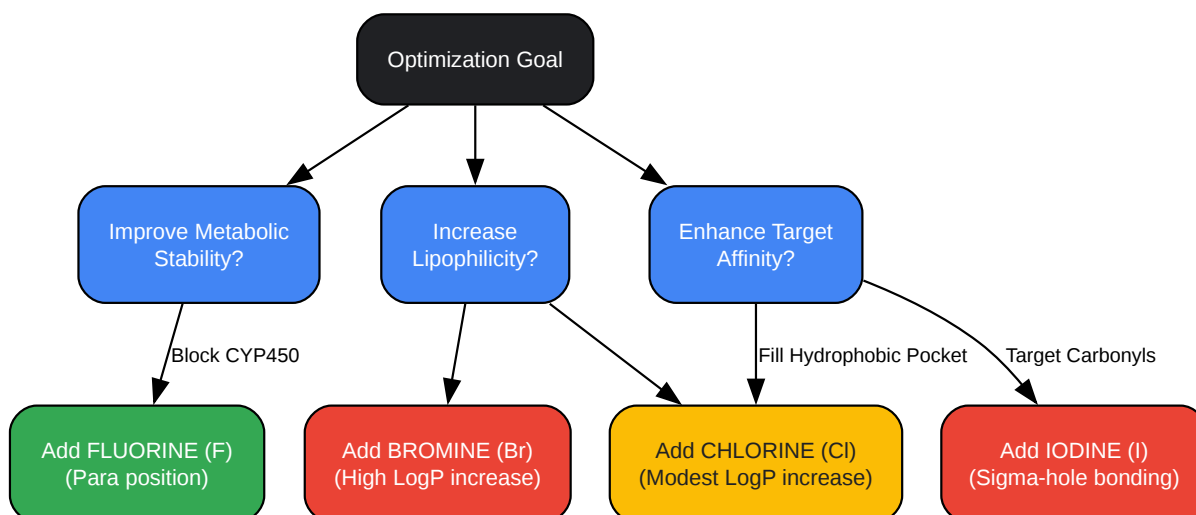 Optimization Goal
Improve Metabolic
Stability?
Increase
Lipophilicity?
Enhance Target
Affinity?
Block CYP450
Fill Hydrophobic Pocket
Target Carbonyls
Add FLUORINE (F)
(Para position)
Add BROMINE (Br)
(High LogP increase)
Add CHLORINE (Cl)
(Modest LogP increase)
Add IODINE (I)
(Sigma-hole bonding)